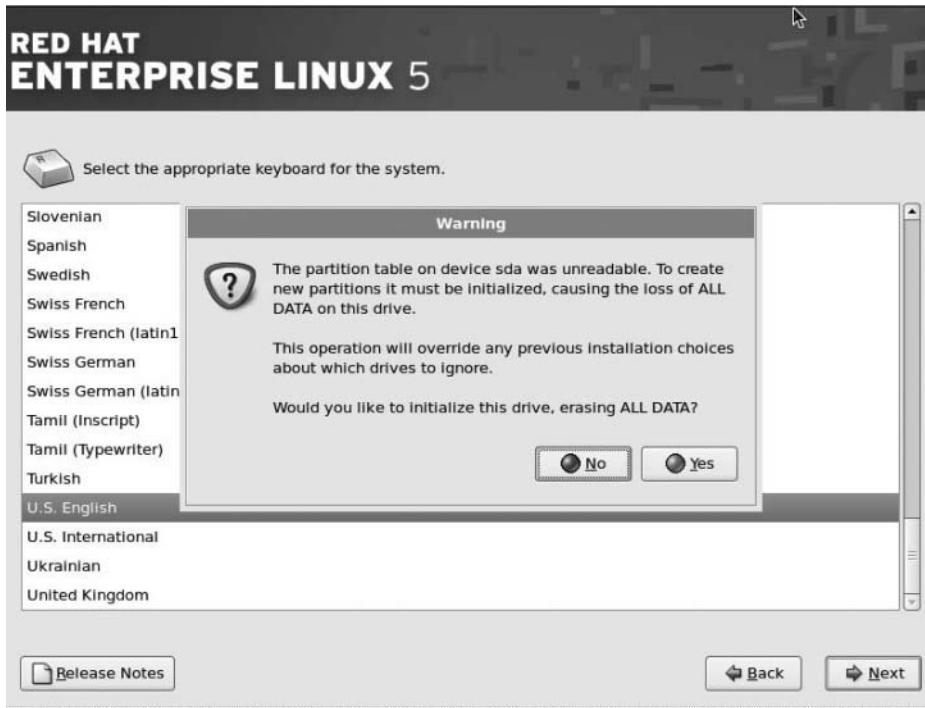 RED HAT
ENTERPRISE LINUX 5
Select the appropriate keyboard for the system.
Slovenian
Spanish
Swedish
Swiss French
Swiss French (latin1
Swiss German
Swiss German (latin
Tamil (Inscript)
Tamil (Typewriter)
Turkish
U.S. English
U.S. International
Ukrainian
United Kingdom
Warning
The partition table on device sda was unreadable. To create
new partitions it must be initialized, causing the loss of ALL
DATA on this drive.
This operation will override any previous installation choices
about which drives to ignore.
Would you like to initialize this drive, erasing ALL DATA?
No
Yes
Release Notes
Back
Next